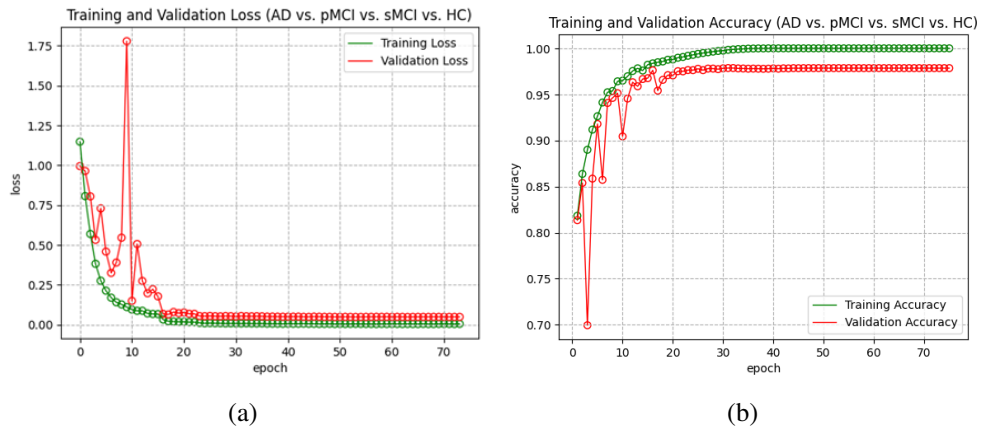 Training and Validation Loss (AD vs. pMCI vs. sMCI vs. HC)
1.75
1.50
1.25
1.00
0.75
0.50
0.25
0.00
loss
Training Loss
Validation Loss
0 10 20 30 40 50 60 70
epoch
(a)
Training and Validation Accuracy (AD vs. pMCI vs. sMCI vs. HC)
1.00
0.95
0.90
0.85
0.80
0.75
0.70
accuracy
Training Accuracy
Validation Accuracy
0 10 20 30 40 50 60 70
epoch
(b)